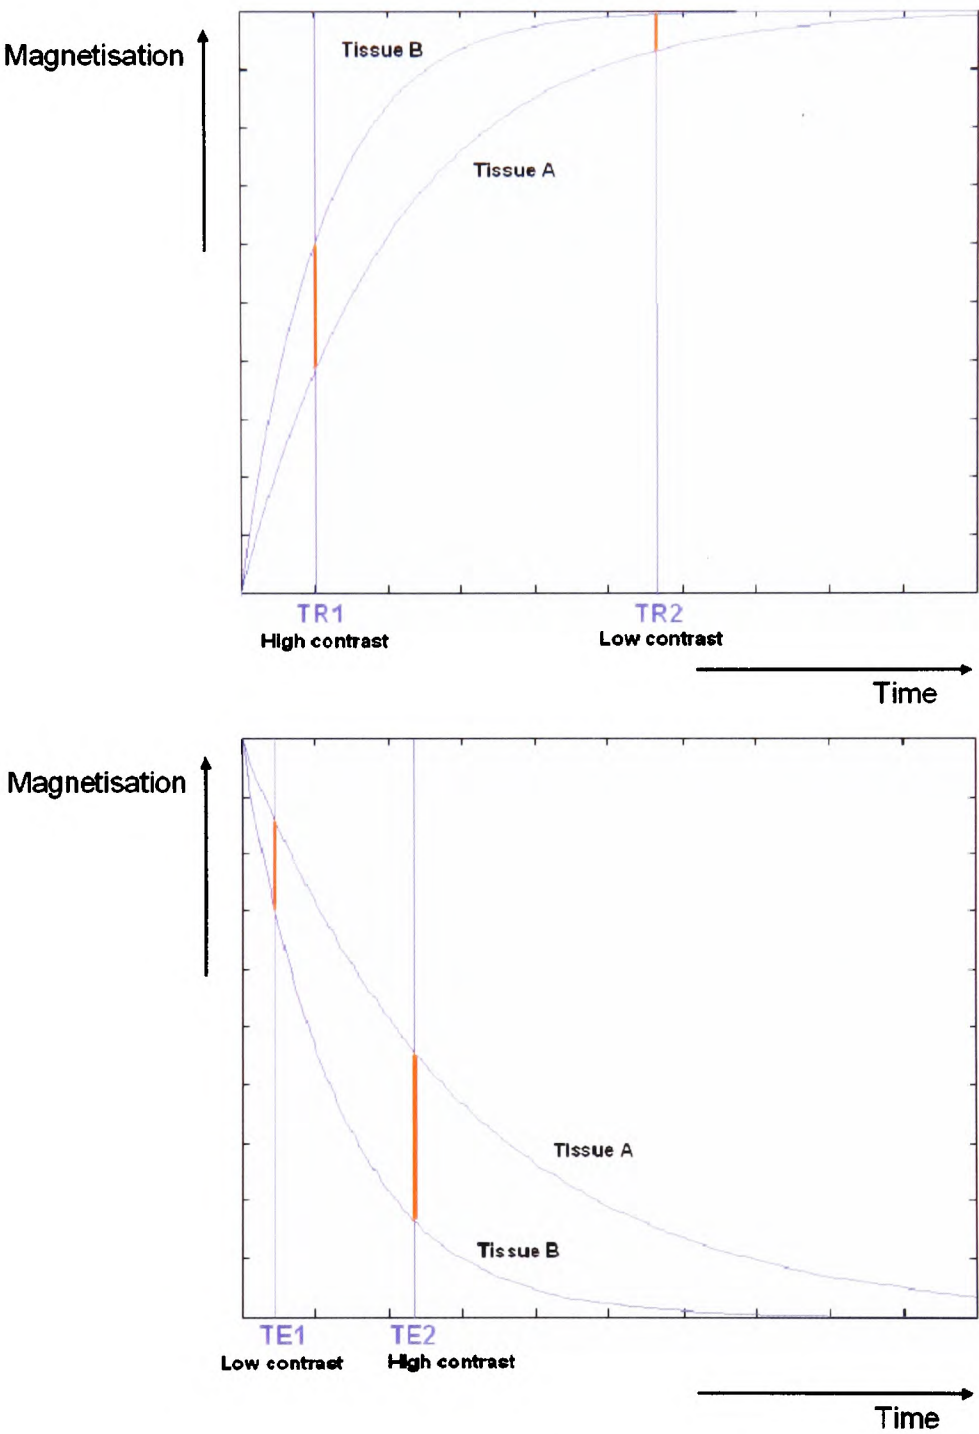 Magnetisation
Tissue B
Tissue A
TR1
TR2
High contrast
Low contrast
Time
Magnetisation
Tissue A
Tissue B
TE1
TE2
Low contrast
High contrast
Time